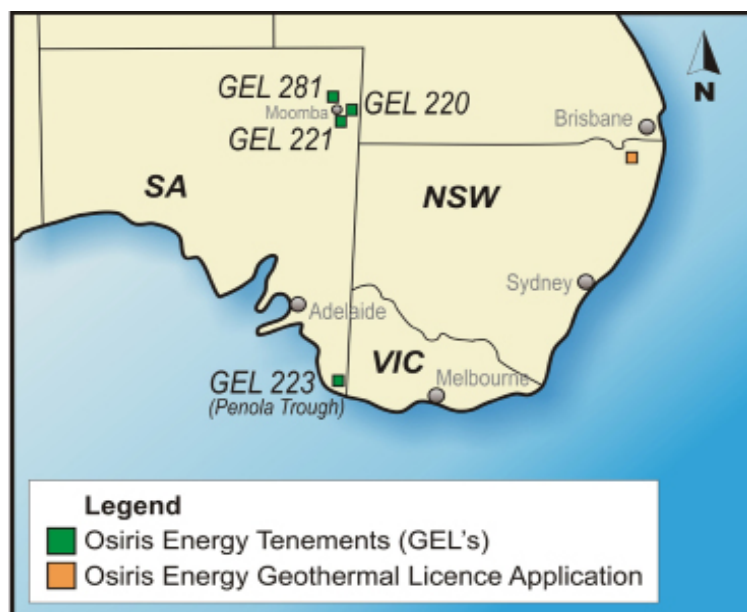 GEL 281
GEL 220
Moomba
GEL 221
N
Brisbane
SA
NSW
Sydney
Adelaide
VIC
GEL 223
(Penola Trough)
Melbourne
Legend
Osiris Energy Tenements (GEL's)
Osiris Energy Geothermal Licence Application